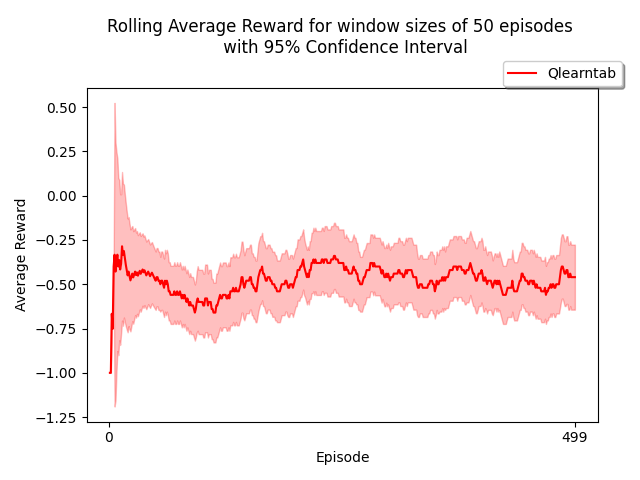 Rolling Average Reward for window sizes of 50 episodes
with 95% Confidence Interval
Qlearntab
0.50
0.25
0.00
−0.25
−0.50
−0.75
−1.00
−1.25
Average Reward
0
499
Episode